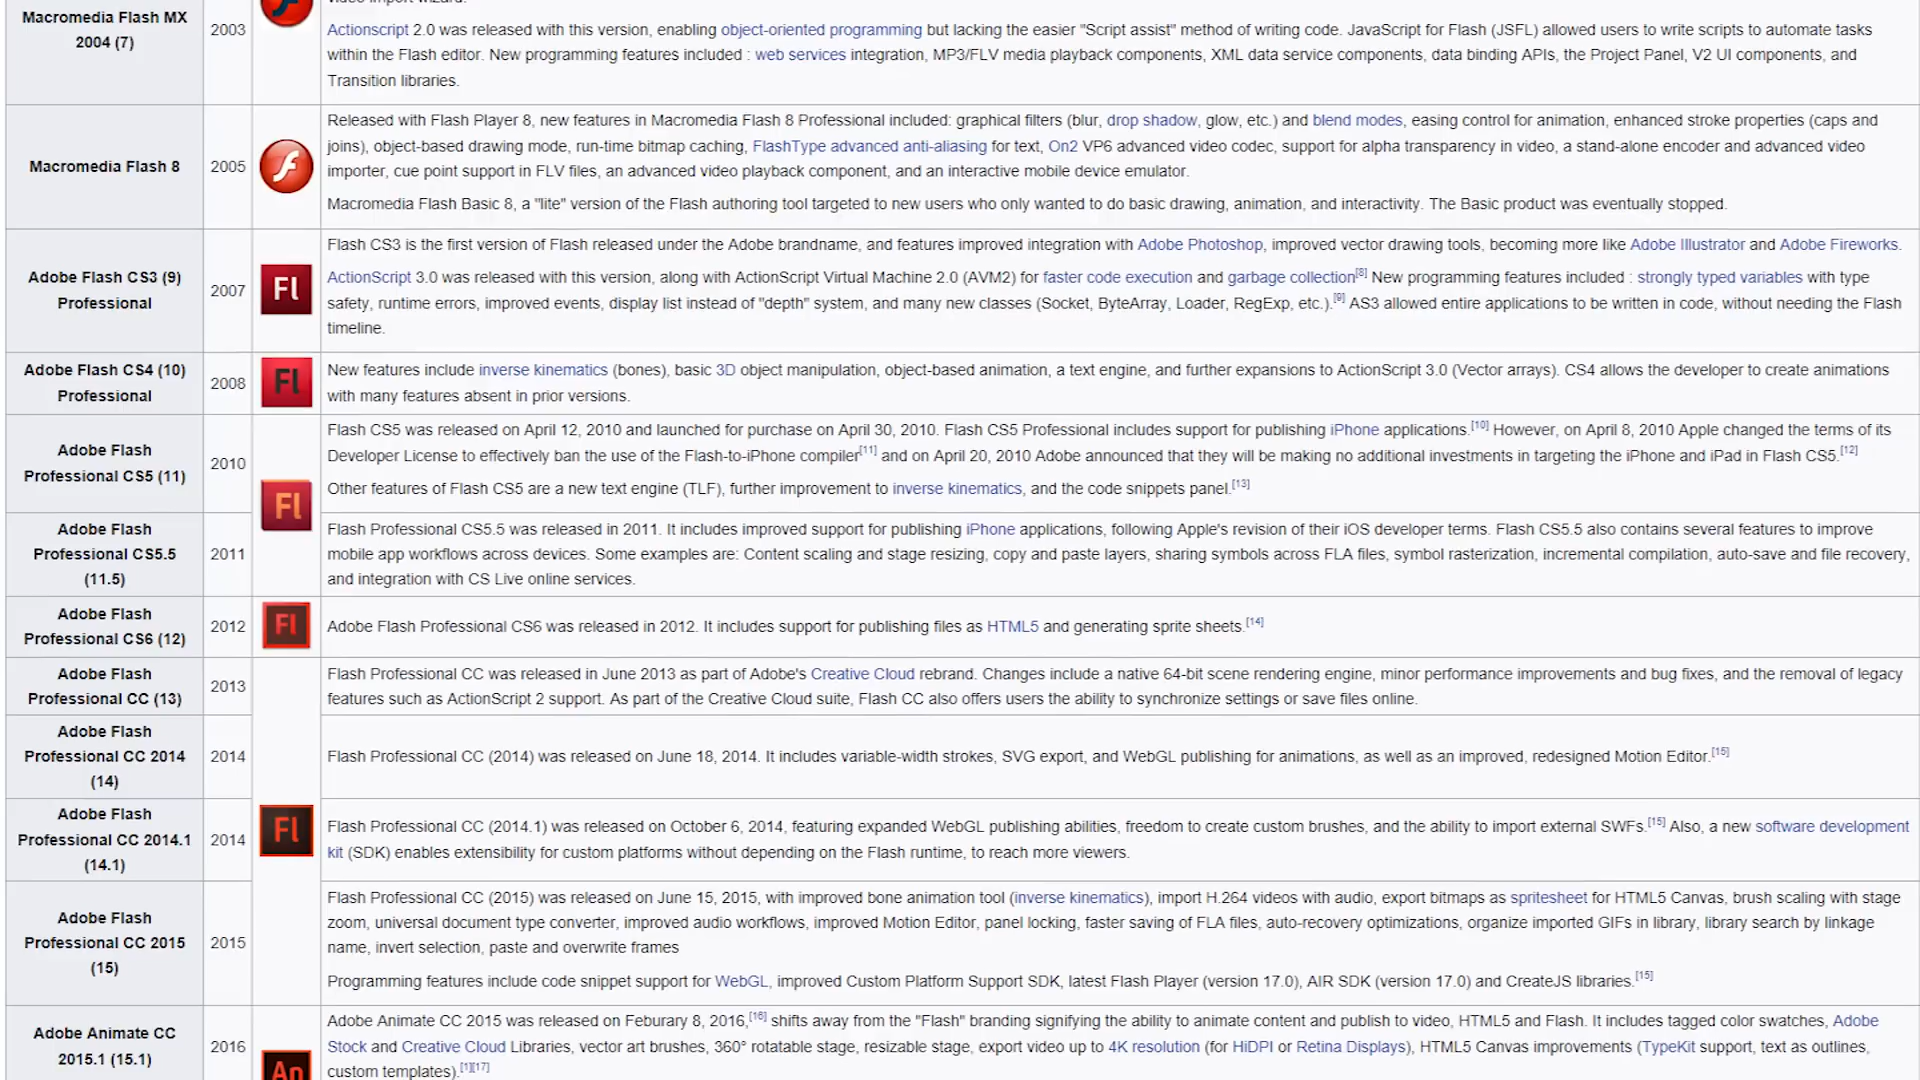 Macromedia Flash MX
2004 (7)
2003
video import wizard.
Actionscript 2.0 was released with this version, enabling object-oriented programming but lacking the easier "Script assist" method of writing code. JavaScript for Flash (JSFL) allowed users to write scripts to automate tasks
within the Flash editor. New programming features included : web services integration, MP3/FLV media playback components, XML data service components, data binding APIs, the Project Panel, V2 UI components, and
Transition libraries.
Macromedia Flash 8
2005
Released with Flash Player 8, new features in Macromedia Flash 8 Professional included: graphical filters (blur, drop shadow, glow, etc.) and blend modes, easing control for animation, enhanced stroke properties (caps and
joins), object-based drawing mode, run-time bitmap caching, FlashType advanced anti-aliasing for text, On2 VP6 advanced video codec, support for alpha transparency in video, a stand-alone encoder and advanced video
importer, cue point support in FLV files, an advanced video playback component, and an interactive mobile device emulator.
Macromedia Flash Basic 8, a "lite" version of the Flash authoring tool targeted to new users who only wanted to do basic drawing, animation, and interactivity. The Basic product was eventually stopped.
Adobe Flash CS3 (9)
Professional
2007
Fl
Flash CS3 is the first version of Flash released under the Adobe brandname, and features improved integration with Adobe Photoshop, improved vector drawing tools, becoming more like Adobe Illustrator and Adobe Fireworks.
ActionScript 3.0 was released with this version, along with ActionScript Virtual Machine 2.0 (AVM2) for faster code execution and garbage collection[8] New programming features included : strongly typed variables with type
safety, runtime errors, improved events, display list instead of "depth" system, and many new classes (Socket, ByteArray, Loader, RegExp, etc.).[9] AS3 allowed entire applications to be written in code, without needing the Flash
timeline.
Adobe Flash CS4 (10)
Professional
2008
Fl
New features include inverse kinematics (bones), basic 3D object manipulation, object-based animation, a text engine, and further expansions to ActionScript 3.0 (Vector arrays). CS4 allows the developer to create animations
with many features absent in prior versions.
Adobe Flash
Professional CS5 (11)
2010
Fl
Flash CS5 was released on April 12, 2010 and launched for purchase on April 30, 2010. Flash CS5 Professional includes support for publishing iPhone applications.[10] However, on April 8, 2010 Apple changed the terms of its
Developer License to effectively ban the use of the Flash-to-iPhone compiler[11] and on April 20, 2010 Adobe announced that they will be making no additional investments in targeting the iPhone and iPad in Flash CS5.[12]
Other features of Flash CS5 are a new text engine (TLF), further improvement to inverse kinematics, and the code snippets panel.[13]
Adobe Flash
Professional CS5.5
(11.5)
2011
Flash Professional CS5.5 was released in 2011. It includes improved support for publishing iPhone applications, following Apple's revision of their iOS developer terms. Flash CS5.5 also contains several features to improve
mobile app workflows across devices. Some examples are: Content scaling and stage resizing, copy and paste layers, sharing symbols across FLA files, symbol rasterization, incremental compilation, auto-save and file recovery,
and integration with CS Live online services.
Adobe Flash
Professional CS6 (12)
2012
Fl
Adobe Flash Professional CS6 was released in 2012. It includes support for publishing files as HTML5 and generating sprite sheets.[14]
Adobe Flash
Professional CC (13)
2013
Flash Professional CC was released in June 2013 as part of Adobe's Creative Cloud rebrand. Changes include a native 64-bit scene rendering engine, minor performance improvements and bug fixes, and the removal of legacy
features such as ActionScript 2 support. As part of the Creative Cloud suite, Flash CC also offers users the ability to synchronize settings or save files online.
Adobe Flash
Professional CC 2014
(14)
2014
Flash Professional CC (2014) was released on June 18, 2014. It includes variable-width strokes, SVG export, and WebGL publishing for animations, as well as an improved, redesigned Motion Editor.[15]
Adobe Flash
Professional CC 2014.1
(14.1)
2014
Fl
Flash Professional CC (2014.1) was released on October 6, 2014, featuring expanded WebGL publishing abilities, freedom to create custom brushes, and the ability to import external SWFs.[15] Also, a new software development
kit (SDK) enables extensibility for custom platforms without depending on the Flash runtime, to reach more viewers.
Adobe Flash
Professional CC 2015
(15)
2015
Flash Professional CC (2015) was released on June 15, 2015, with improved bone animation tool (inverse kinematics), import H.264 videos with audio, export bitmaps as spritesheet for HTML5 Canvas, brush scaling with stage
zoom, universal document type converter, improved audio workflows, improved Motion Editor, panel locking, faster saving of FLA files, auto-recovery optimizations, organize imported GIFs in library, library search by linkage
name, invert selection, paste and overwrite frames
Programming features include code snippet support for WebGL, improved Custom Platform Support SDK, latest Flash Player (version 17.0), AIR SDK (version 17.0) and CreateJS libraries.[15]
Adobe Animate CC
2015.1 (15.1)
2016
An
Adobe Animate CC 2015 was released on Feburary 8, 2016,[16] shifts away from the "Flash" branding signifying the ability to animate content and publish to video, HTML5 and Flash. It includes tagged color swatches, Adobe
Stock and Creative Cloud Libraries, vector art brushes, 360° rotatable stage, resizable stage, export video up to 4K resolution (for HiDPI or Retina Displays), HTML5 Canvas improvements (TypeKit support, text as outlines,
custom templates).[1][17]